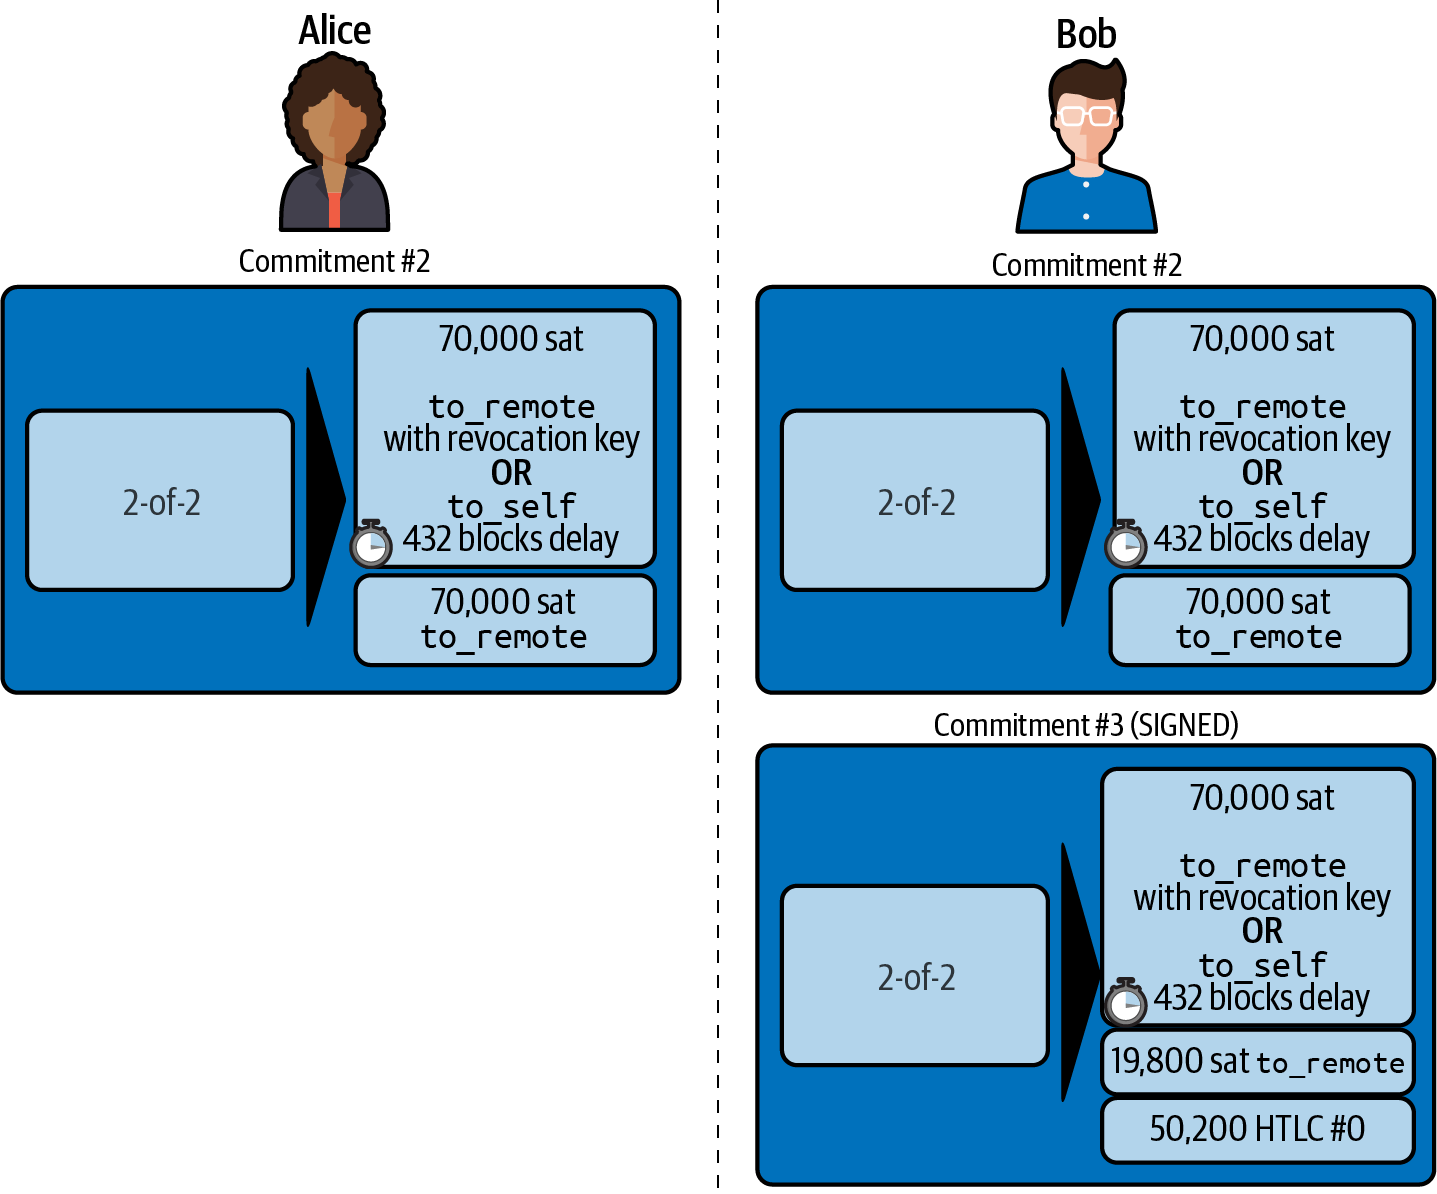 Alice
Commitment #2
2-of-2
70,000 sat
to_remote
with revocation key
OR
to_self
432 blocks delay
70,000 sat
to_remote
Bob
Commitment #2
2-of-2
70,000 sat
to_remote
with revocation key
OR
to_self
432 blocks delay
70,000 sat
to_remote
Commitment #3 (SIGNED)
2-of-2
70,000 sat
to_remote
with revocation key
OR
to_self
432 blocks delay
19,800 sat to_remote
50,200 HTLC #0